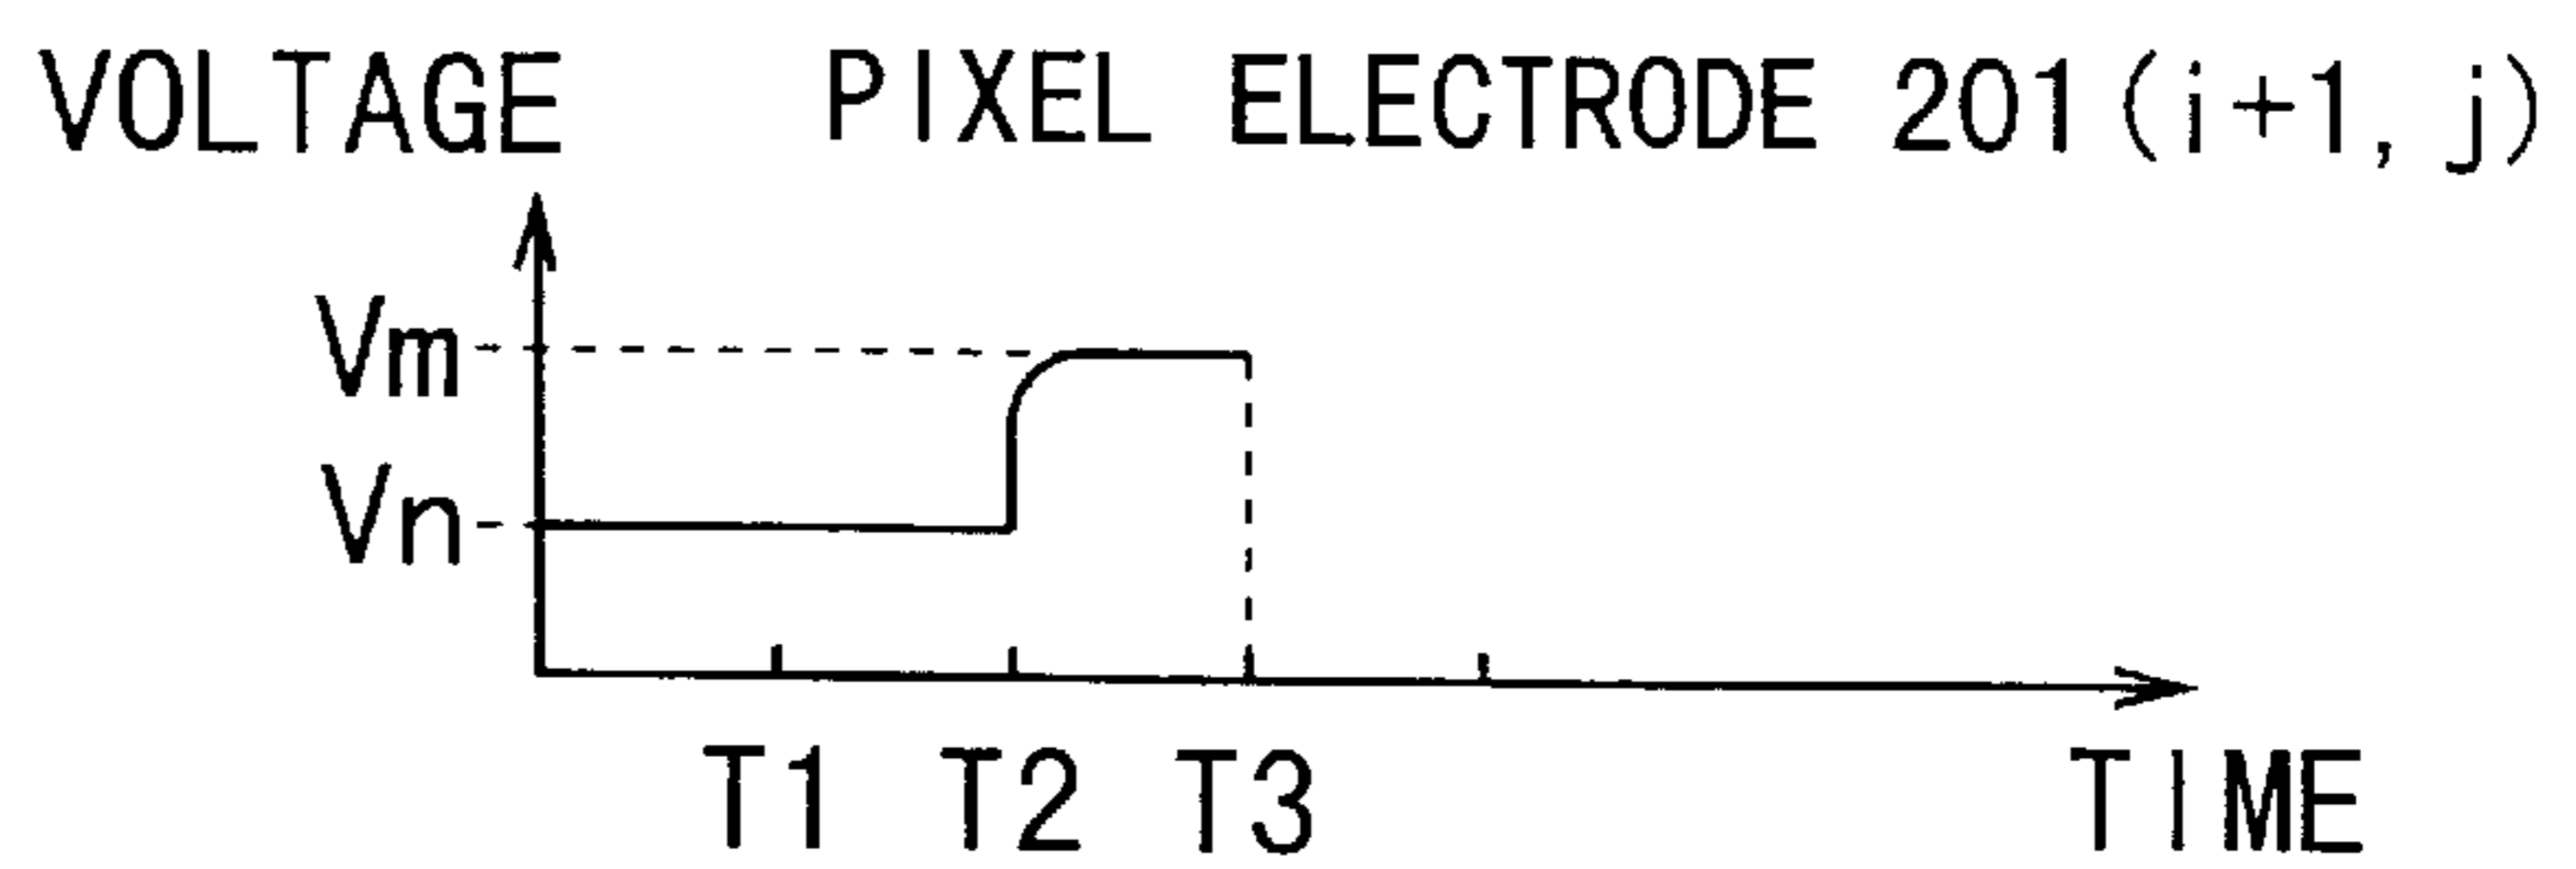 VOLTAGE PIXEL ELECTRODE 201(i+1, j)
Vm
Vn
T1 T2 T3 TIME